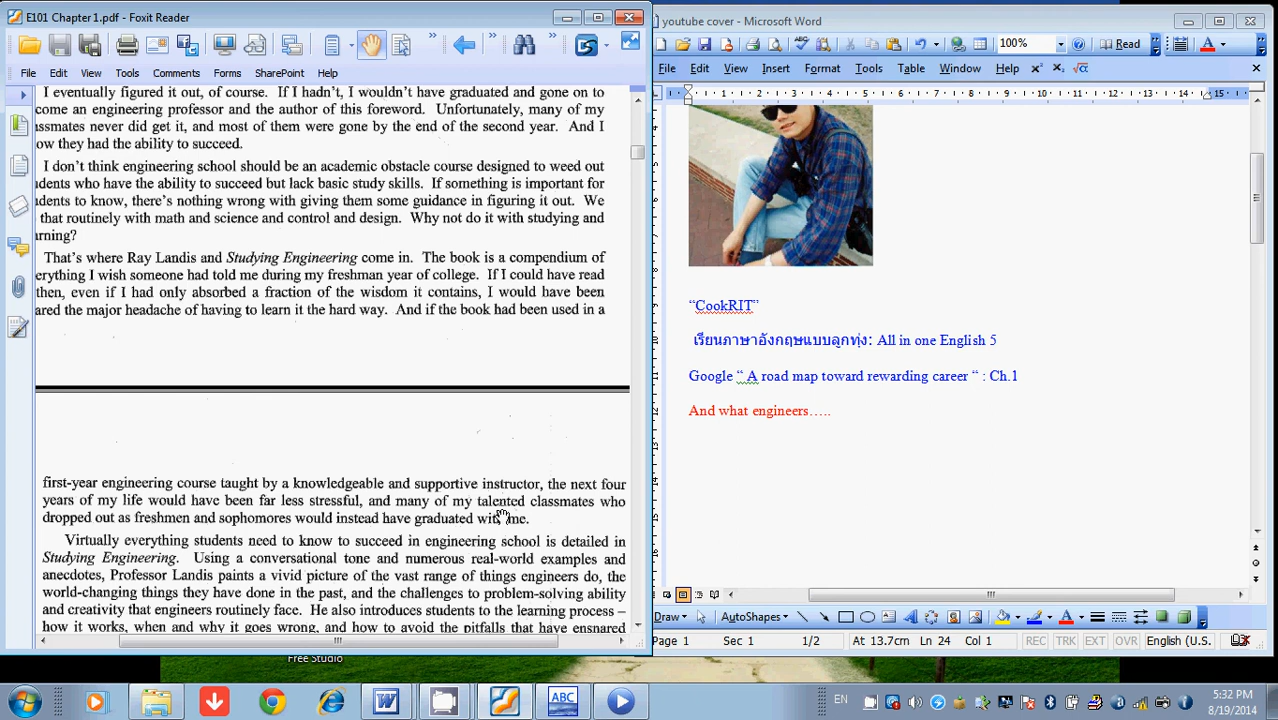 E101 Chapter 1.pdf - Foxit Reader
File Edit View Tools Comments Forms SharePoint Help
I eventually figured it out, of course. If I hadn't, I wouldn't have graduated and gone on to
come an engineering professor and the author of this foreword. Unfortunately, many of my
assmates never did get it, and most of them were gone by the end of the second year. And I
ow they had the ability to succeed.
I don't think engineering school should be an academic obstacle course designed to weed out
udents who have the ability to succeed but lack basic study skills. If something is important for
udents to know, there's nothing wrong with giving them some guidance in figuring it out. We
that routinely with math and science and control and design. Why not do it with studying and
arning?
That's where Ray Landis and Studying Engineering come in. The book is a compendium of
erything I wish someone had told me during my freshman year of college. If I could have read
then, even if I had only absorbed a fraction of the wisdom it contains, I would have been
ared the major headache of having to learn it the hard way. And if the book had been used in a
first-year engineering course taught by a knowledgeable and supportive instructor, the next four
years of my life would have been far less stressful, and many of my talented classmates who
dropped out as freshmen and sophomores would instead have graduated with me.
Virtually everything students need to know to succeed in engineering school is detailed in
Studying Engineering. Using a conversational tone and numerous real-world examples and
anecdotes, Professor Landis paints a vivid picture of the vast range of things engineers do, the
world-changing things they have done in the past, and the challenges to problem-solving ability
and creativity that engineers routinely face. He also introduces students to the learning process –
how it works, when and why it goes wrong, and how to avoid the pitfalls that have ensnared
youtube cover - Microsoft Word
100% Read
File Edit View Insert Format Tools Table Window Help
1 2 3 4 5 6 7 8 9 10 11 12 13 14 15
“CookRIT”
เรียนภาษาอังกฤษแบบลูกทุ่ง: All in one English 5
Google “ A road map toward rewarding career “ : Ch.1
And what engineers…..
Draw AutoShapes
Page 1 Sec 1 1/2 At 13.7cm Ln 24 Col 1 REC TRK EXT OVR English (U.S.
Free Studio
ABC
EN
5:32 PM
8/19/2014